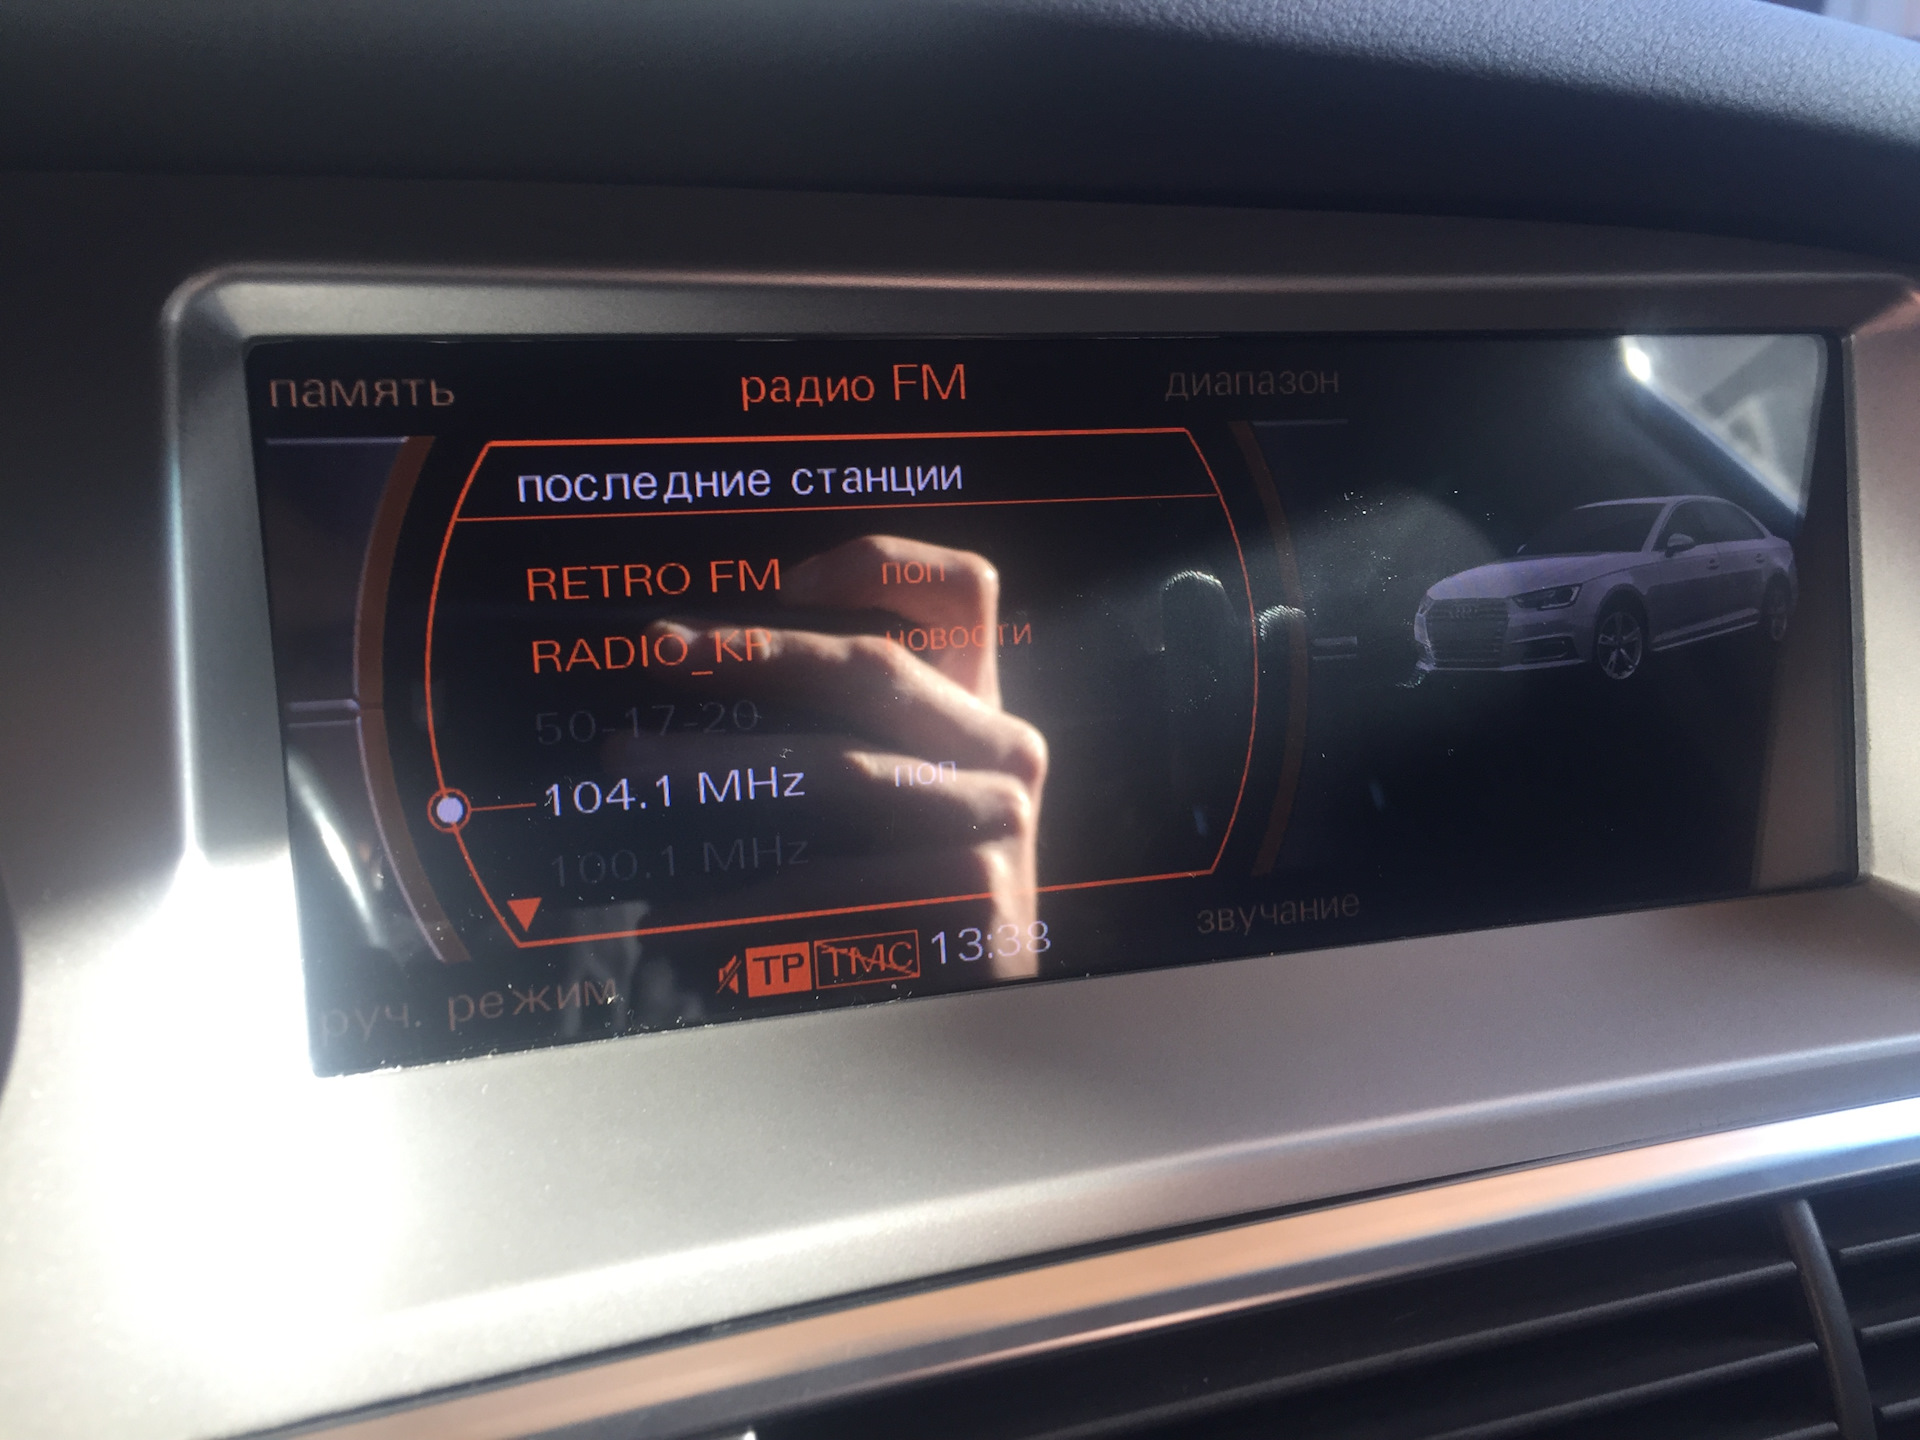 память радио FM диапазон
последние станции
RETRO FM поп
RADIO_KP новости
50-17-20
104.1 MHz поп
100.1 MHz
звучание
TP TMC 13:38
руч. режим